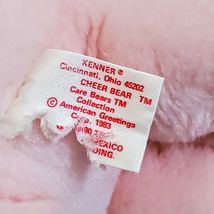 KENNER ®
Cincinnati, Ohio 45202
CHEER BEAR TM
Care Bears TM
Collection
© American Greetings
Corp. 1983
MEXICO